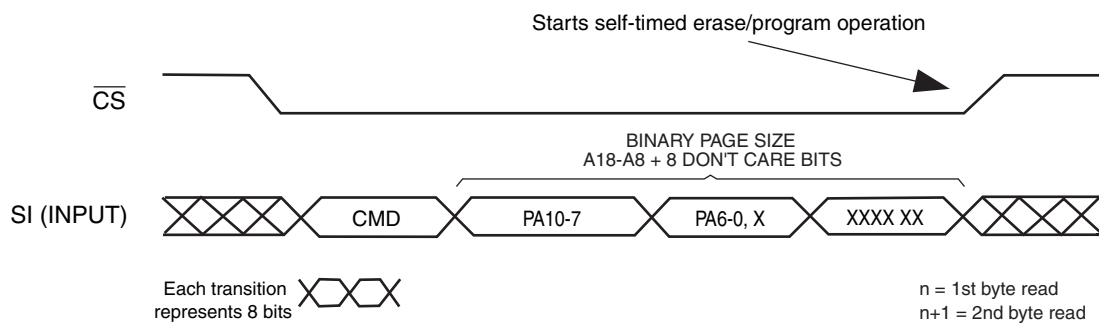 Starts self-timed erase/program operation
CS
BINARY PAGE SIZE
A18-A8 + 8 DON'T CARE BITS
SI (INPUT)
CMD
PA10-7
PA6-0, X
XXXX XX
Each transition
represents 8 bits
n = 1st byte read
n+1 = 2nd byte read